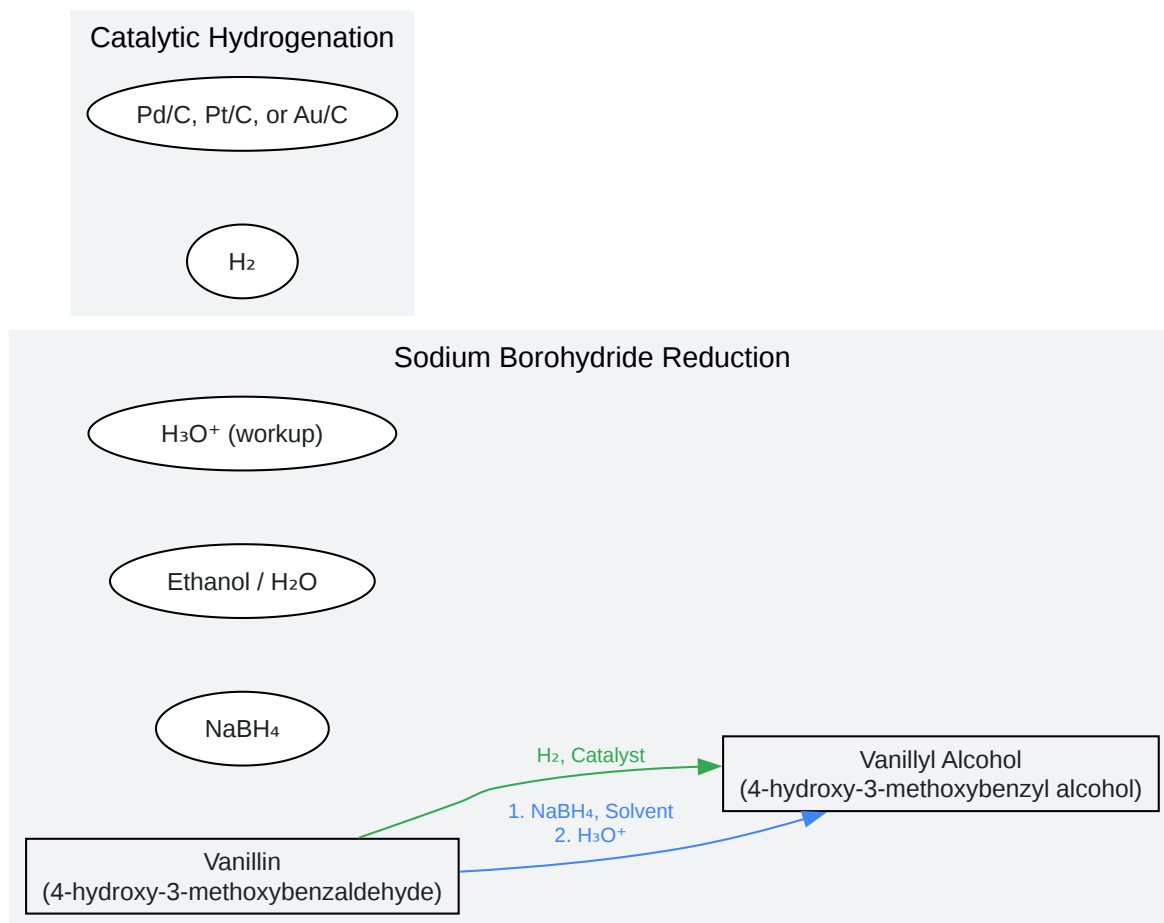 Catalytic Hydrogenation
Pd/C, Pt/C, or Au/C
H₂
Sodium Borohydride Reduction
H₃O⁺ (workup)
Ethanol / H₂O
NaBH₄
H₂, Catalyst
Vanillyl Alcohol
(4-hydroxy-3-methoxybenzyl alcohol)
1. NaBH₄, Solvent
2. H₃O⁺
Vanillin
(4-hydroxy-3-methoxybenzaldehyde)